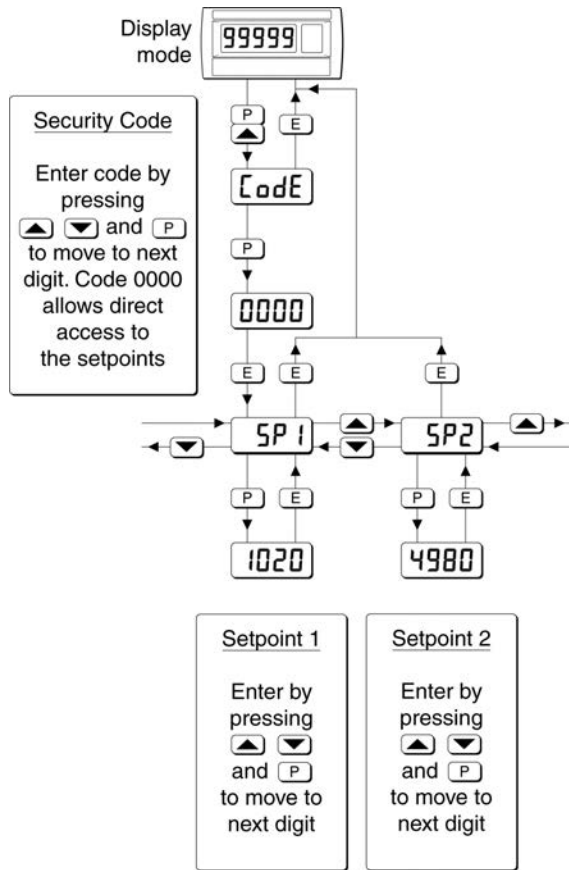 Display
mode
99999
P
E
Security Code
Enter code by
pressing
and P
to move to next
digit. Code 0000
allows direct
access to
the setpoints
CodE
P
0000
E E E
SP1 SP2
P E P E
1020 4980
Setpoint 1
Enter by
pressing
and P
to move to
next digit
Setpoint 2
Enter by
pressing
and P
to move to
next digit